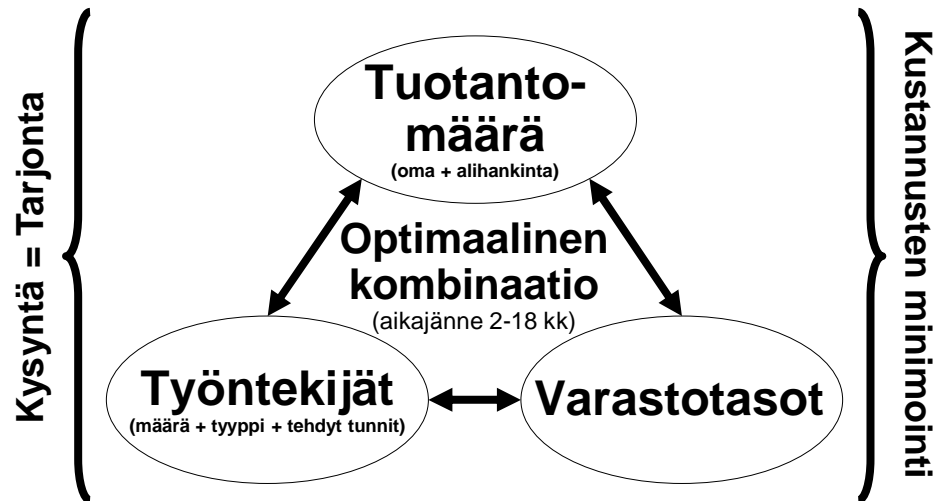 Kysyntä = Tarjonta
Tuotanto-
määrä
(oma + alihankinta)
Optimaalinen
kombinaatio
(aikajänne 2-18 kk)
Työntekijät
(määrä + tyyppi + tehdyt tunnit)
Varastotasot
Kustannusten minimointi